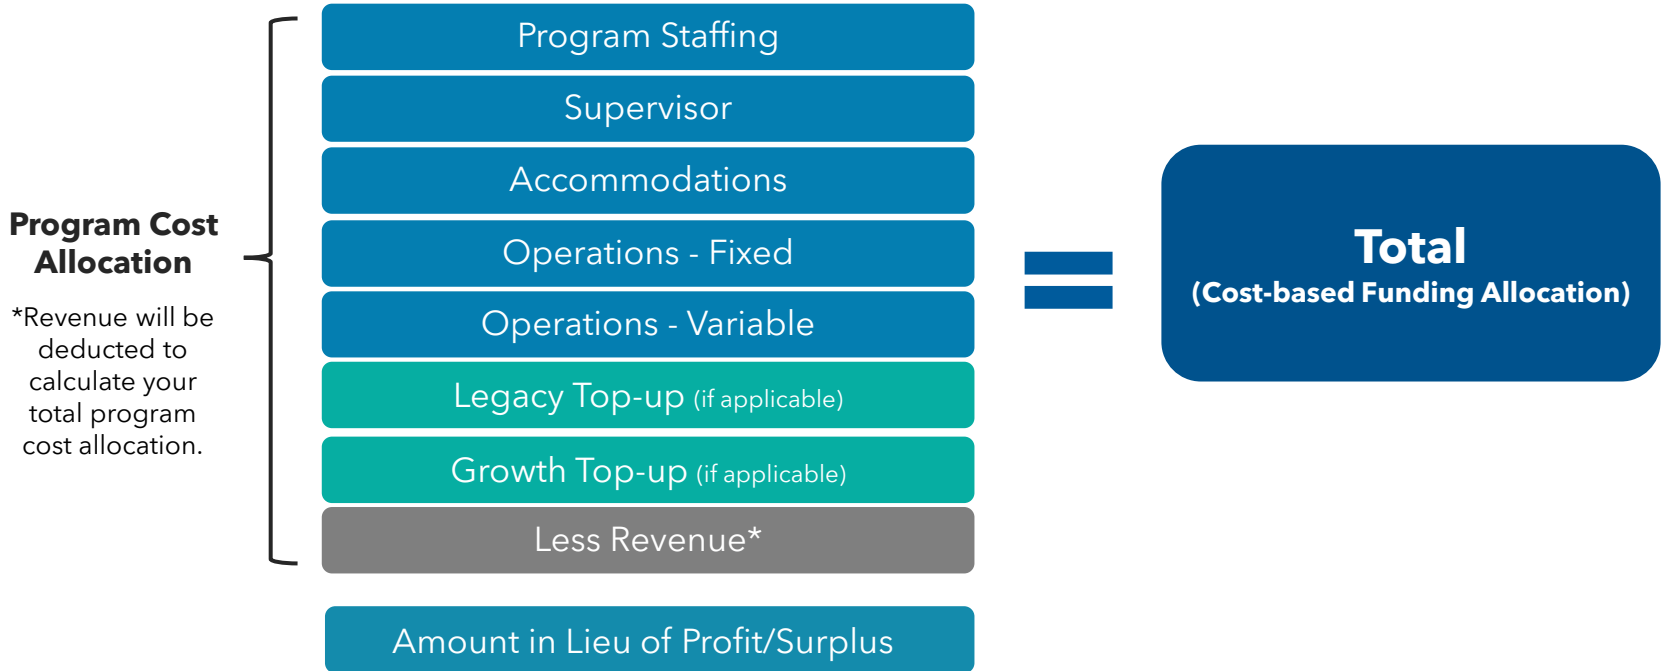 Program Cost
Allocation
*Revenue will be
deducted to
calculate your
total program
cost allocation.
Program Staffing
Supervisor
Accommodations
Operations - Fixed
Operations - Variable
Legacy Top-up (if applicable)
Growth Top-up (if applicable)
Less Revenue*
Amount in Lieu of Profit/Surplus
=
Total
(Cost-based Funding Allocation)